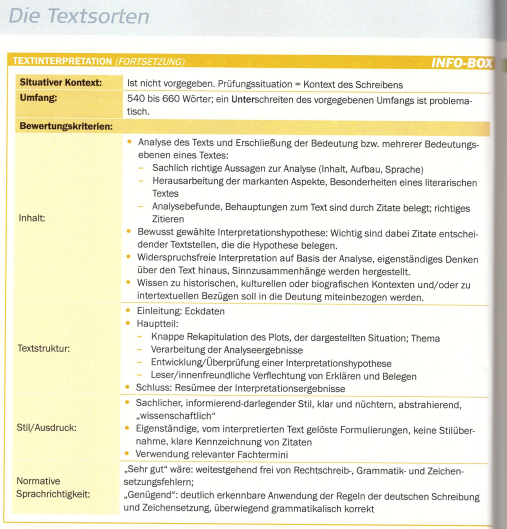 Die Textsorten
TEXTINTERPRETATION (FORTSETZUNG) INFO-BOX
Situativer Kontext: Ist nicht vorgegeben. Prüfungssituation = Kontext des Schreibens
Umfang: 540 bis 660 Wörter; ein Unterschreiten des vorgegebenen Umfangs ist problema-
tisch.
Bewertungskriterien:
Inhalt:
• Analyse des Texts und Erschließung der Bedeutung bzw. mehrerer Bedeutungs-
ebenen eines Textes:
– Sachlich richtige Aussagen zur Analyse (Inhalt, Aufbau, Sprache)
– Herausarbeitung der markanten Aspekte, Besonderheiten eines literarischen
Textes
– Analysebefunde, Behauptungen zum Text sind durch Zitate belegt; richtiges
Zitieren
• Bewusst gewählte Interpretationshypothese: Wichtig sind dabei Zitate entschei-
dender Textstellen, die die Hypothese belegen.
• Widerspruchsfreie Interpretation auf Basis der Analyse, eigenständiges Denken
über den Text hinaus, Sinnzusammenhänge werden hergestellt.
• Wissen zu historischen, kulturellen oder biografischen Kontexten und/oder zu
intertextuellen Bezügen soll in die Deutung miteinbezogen werden.
Textstruktur:
• Einleitung: Eckdaten
• Hauptteil:
– Knappe Rekapitulation des Plots, der dargestellten Situation; Thema
– Verarbeitung der Analyseergebnisse
– Entwicklung/Überprüfung einer Interpretationshypothese
– Leser/innenfreundliche Verflechtung von Erklären und Belegen
• Schluss: Resümee der Interpretationsergebnisse
Stil/Ausdruck:
• Sachlicher, informierend-darlegender Stil, klar und nüchtern, abstrahierend,
„wissenschaftlich“
• Eigenständige, vom interpretierten Text gelöste Formulierungen, keine Stilüber-
nahme, klare Kennzeichnung von Zitaten
• Verwendung relevanter Fachtermini
Normative
Sprachrichtigkeit:
„Sehr gut“ wäre: weitestgehend frei von Rechtschreib-, Grammatik- und Zeichen-
setzungsfehlern;
„Genügend“: deutlich erkennbare Anwendung der Regeln der deutschen Schreibung
und Zeichensetzung, überwiegend grammatikalisch korrekt